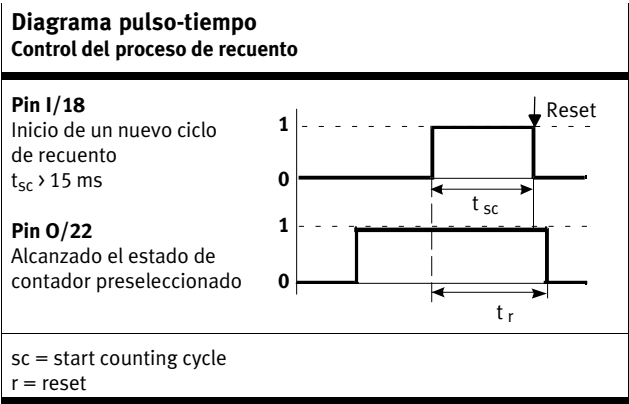 Diagrama pulso-tiempo
Control del proceso de recuento
Pin I/18
Inicio de un nuevo ciclo
de recuento
tsc › 15 ms
Pin O/22
Alcanzado el estado de
contador preseleccionado
Reset
1
0
t sc
1
0
t r
sc = start counting cycle
r = reset